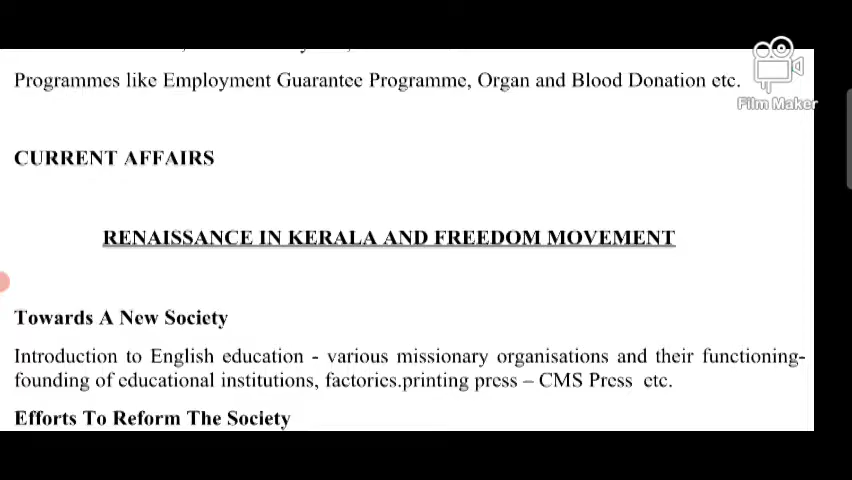 Programmes like Employment Guarantee Programme, Organ and Blood Donation etc.
Film Maker
CURRENT AFFAIRS
RENAISSANCE IN KERALA AND FREEDOM MOVEMENT
Towards A New Society
Introduction to English education - various missionary organisations and their functioning-
founding of educational institutions, factories.printing press – CMS Press etc.
Efforts To Reform The Society